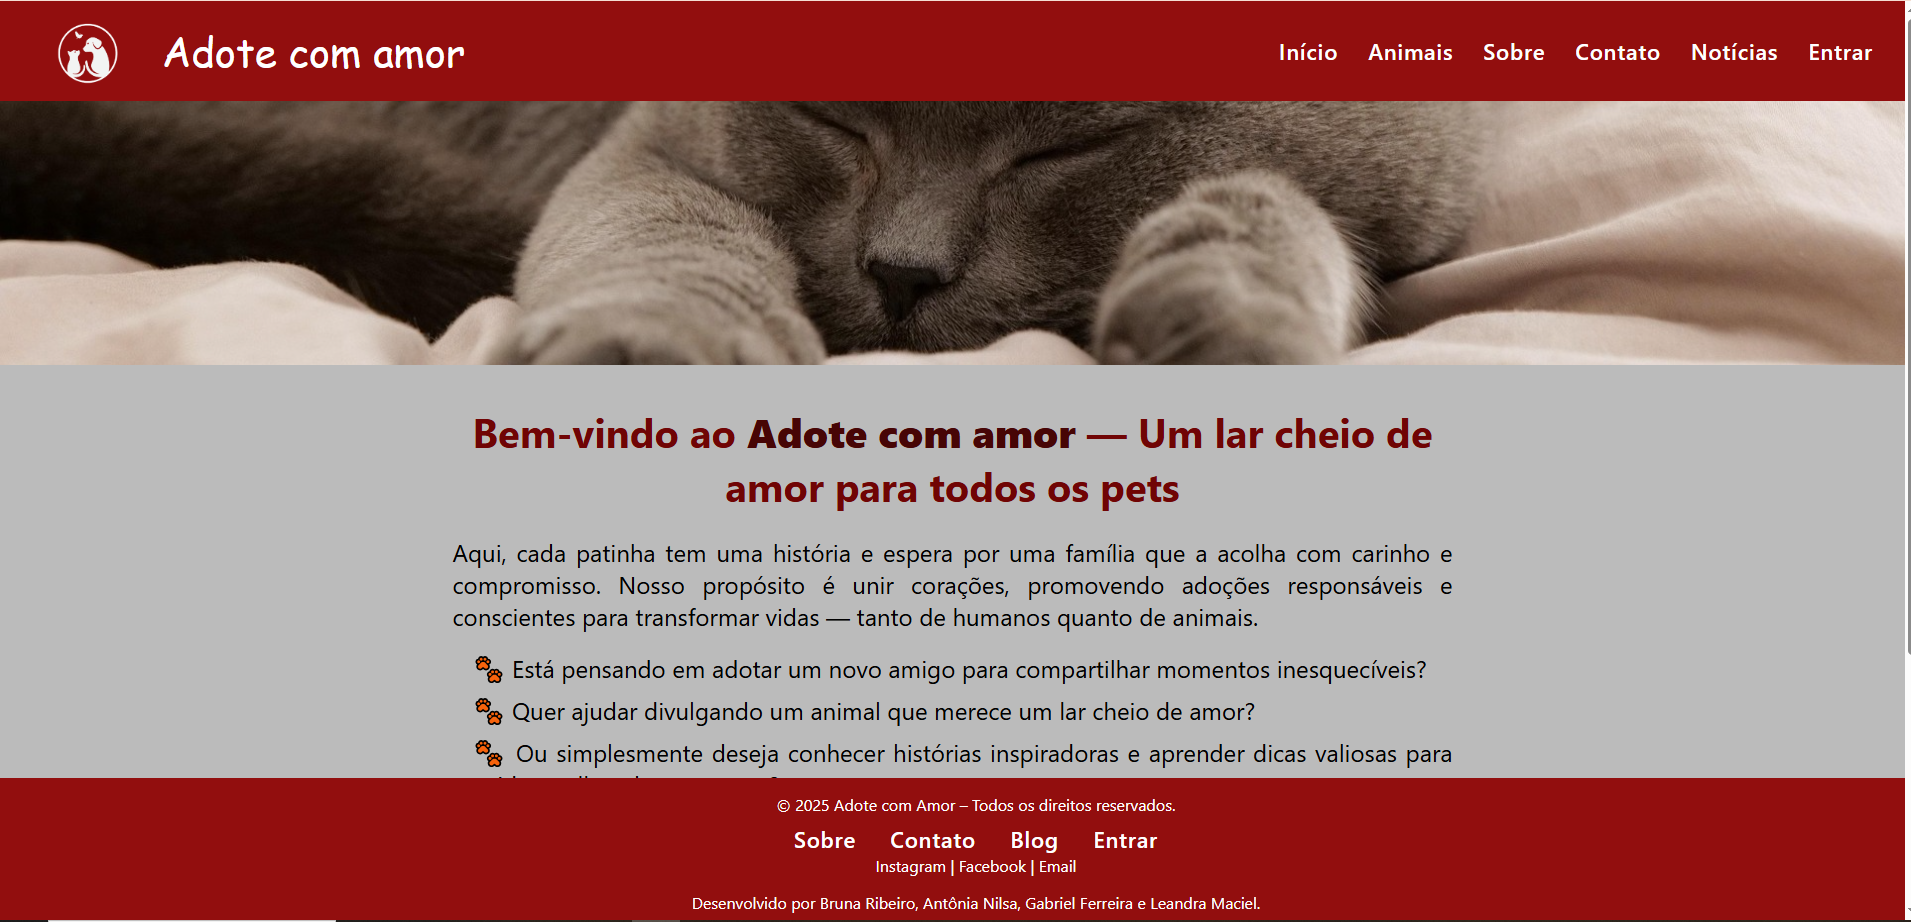 Adote com amor
Início Animais Sobre Contato Notícias Entrar
Bem-vindo ao Adote com amor — Um lar cheio de
amor para todos os pets
Aqui, cada patinha tem uma história e espera por uma família que a acolha com carinho e
compromisso. Nosso propósito é unir corações, promovendo adoções responsáveis e
conscientes para transformar vidas — tanto de humanos quanto de animais.
Está pensando em adotar um novo amigo para compartilhar momentos inesquecíveis?
Quer ajudar divulgando um animal que merece um lar cheio de amor?
Ou simplesmente deseja conhecer histórias inspiradoras e aprender dicas valiosas para
© 2025 Adote com Amor – Todos os direitos reservados.
Sobre Contato Blog Entrar
Instagram | Facebook | Email
Desenvolvido por Bruna Ribeiro, Antônia Nilsa, Gabriel Ferreira e Leandra Maciel.